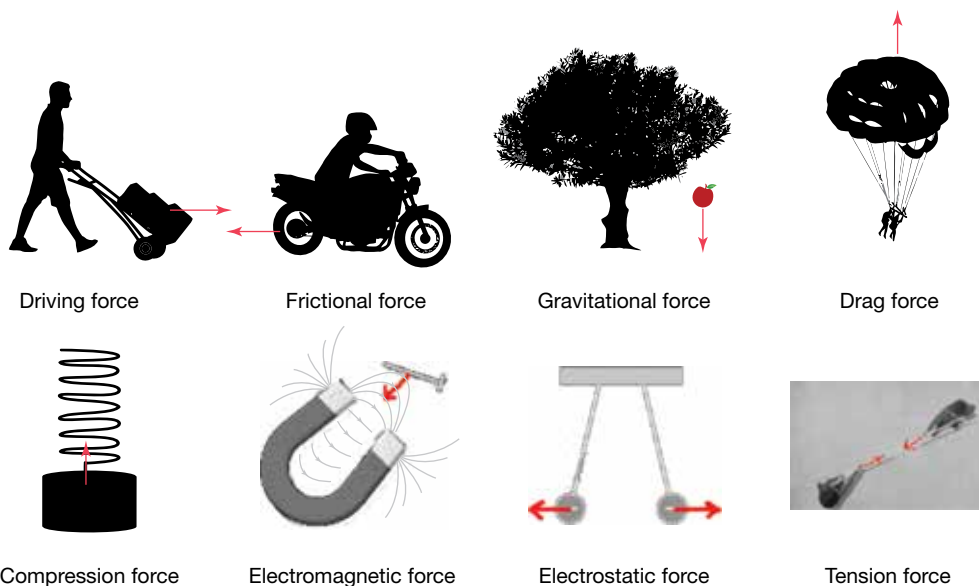 Driving force
Frictional force
Gravitational force
Drag force
Compression force
Electromagnetic force
Electrostatic force
Tension force